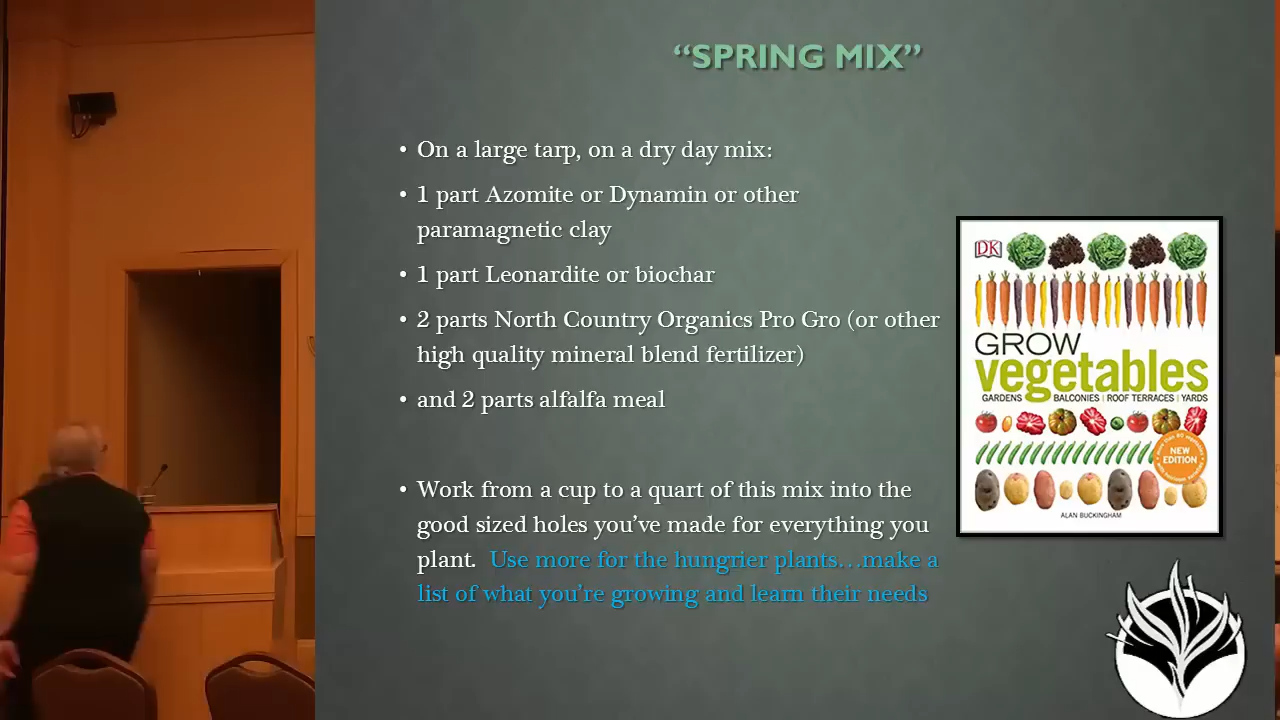 “SPRING MIX”
• On a large tarp, on a dry day mix:
• 1 part Azomite or Dynamin or other
paramagnetic clay
• 1 part Leonardite or biochar
• 2 parts North Country Organics Pro Gro (or other
high quality mineral blend fertilizer)
• and 2 parts alfalfa meal
• Work from a cup to a quart of this mix into the
good sized holes you’ve made for everything you
plant. Use more for the hungrier plants…make a
list of what you’re growing and learn their needs
DK
GROW
vegetables
GARDENS BALCONIES | ROOF TERRACES | YARDS
NEW
EDITION
ALAN BUCKINGHAM